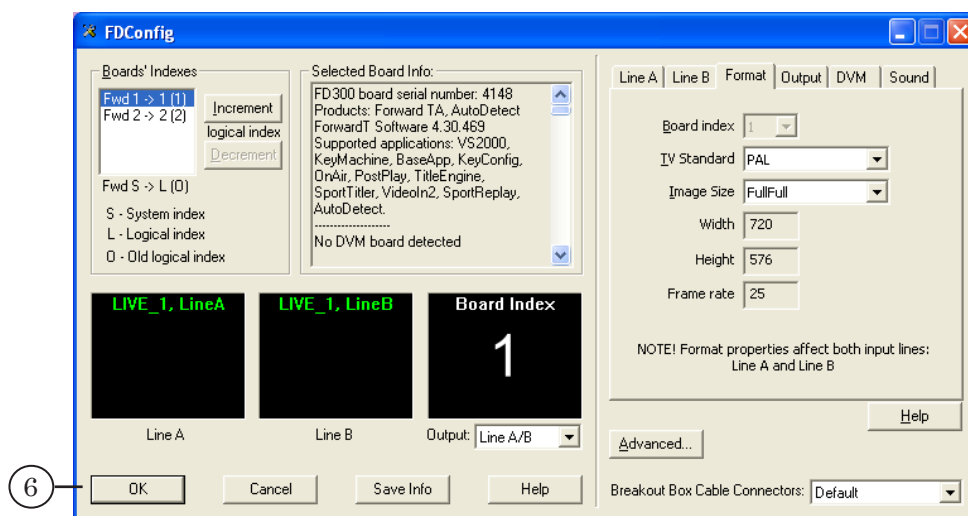 FDConfig
Boards' Indexes
Fwd 1 -> 1 (1)
Fwd 2 -> 2 (2)
Increment
logical index
Decrement
Fwd S -> L (O)
S - System index
L - Logical index
O - Old logical index
Selected Board Info:
FD300 board serial number: 4148
Products: Forward TA, AutoDetect
ForwardT Software 4.30.469
Supported applications: VS2000,
KeyMachine, BaseApp, KeyConfig,
OnAir, PostPlay, TitleEngine,
SportTitler, VideoIn2, SportReplay,
AutoDetect.
-------------------
No DVM board detected
LIVE_1, LineA
LIVE_1, LineB
Board Index
1
Line A
Line B
Output: Line A/B
6
OK
Cancel
Save Info
Help
Line A
Line B
Format
Output
DVM
Sound
Board index 1
TV Standard PAL
Image Size FullFull
Width 720
Height 576
Frame rate 25
NOTE! Format properties affect both input lines:
Line A and Line B
Help
Advanced...
Breakout Box Cable Connectors: Default